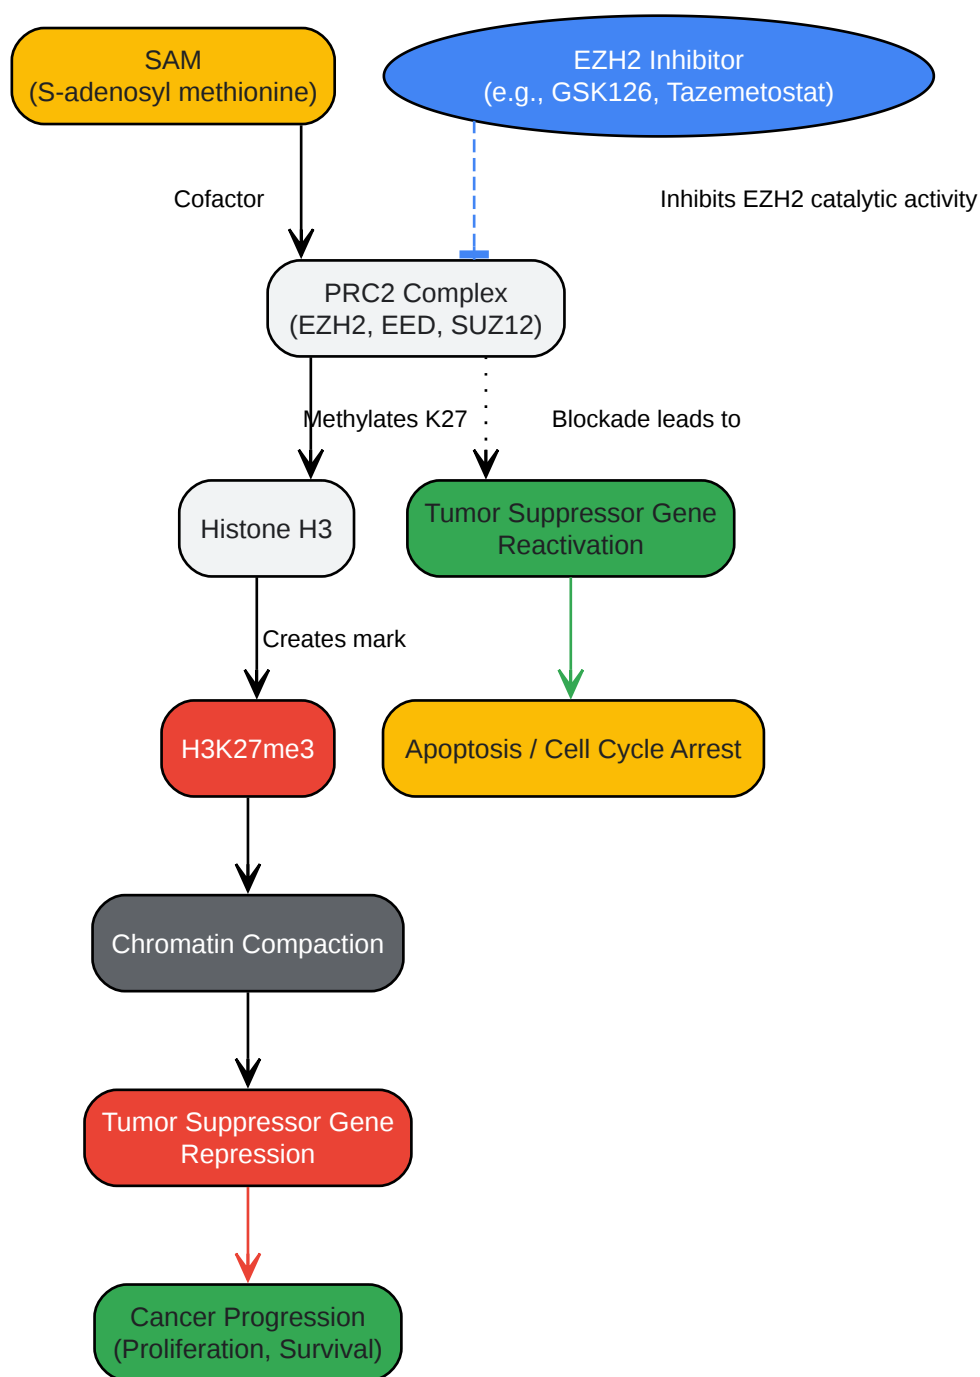 SAM
(S-adenosyl methionine)
EZH2 Inhibitor
(e.g., GSK126, Tazemetostat)
Cofactor
Inhibits EZH2 catalytic activity
PRC2 Complex
(EZH2, EED, SUZ12)
Methylates K27
Blockade leads to
Histone H3
Tumor Suppressor Gene
Reactivation
Creates mark
H3K27me3
Apoptosis / Cell Cycle Arrest
Chromatin Compaction
Tumor Suppressor Gene
Repression
Cancer Progression
(Proliferation, Survival)